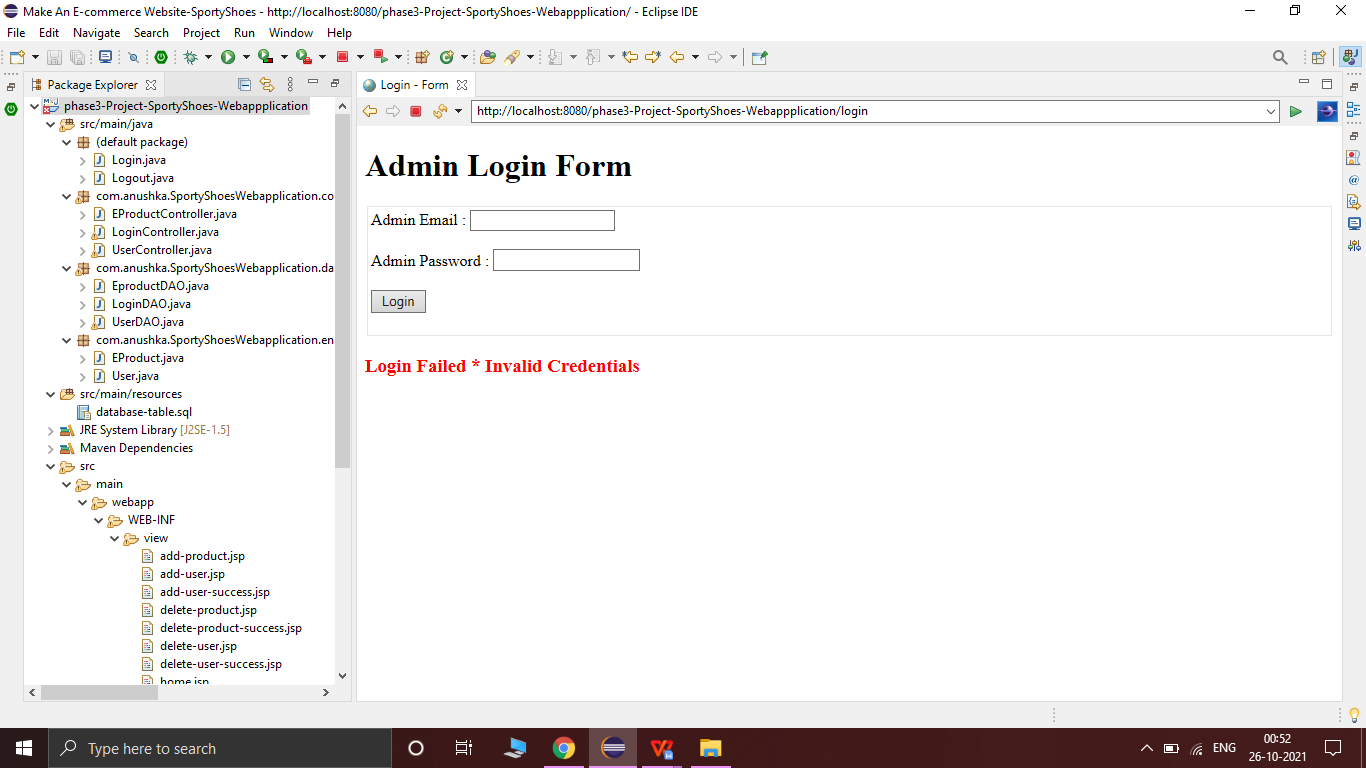 Make An E-commerce Website-SportyShoes - http://localhost:8080/phase3-Project-SportyShoes-Webappplication/ - Eclipse IDE
File Edit Navigate Search Project Run Window Help
Package Explorer
phase3-Project-SportyShoes-Webappplication
src/main/java
(default package)
Login.java
Logout.java
com.anushka.SportyShoesWebapplication.co
EProductController.java
LoginController.java
UserController.java
com.anushka.SportyShoesWebapplication.da
EproductDAO.java
LoginDAO.java
UserDAO.java
com.anushka.SportyShoesWebapplication.en
EProduct.java
User.java
src/main/resources
database-table.sql
JRE System Library [J2SE-1.5]
Maven Dependencies
src
main
webapp
WEB-INF
view
add-product.jsp
add-user.jsp
add-user-success.jsp
delete-product.jsp
delete-product-success.jsp
delete-user.jsp
delete-user-success.jsp
home.jsp
Login - Form
http://localhost:8080/phase3-Project-SportyShoes-Webappplication/login
Admin Login Form
Admin Email :
Admin Password :
Login
Login Failed * Invalid Credentials
Type here to search
ENG
00:52
26-10-2021